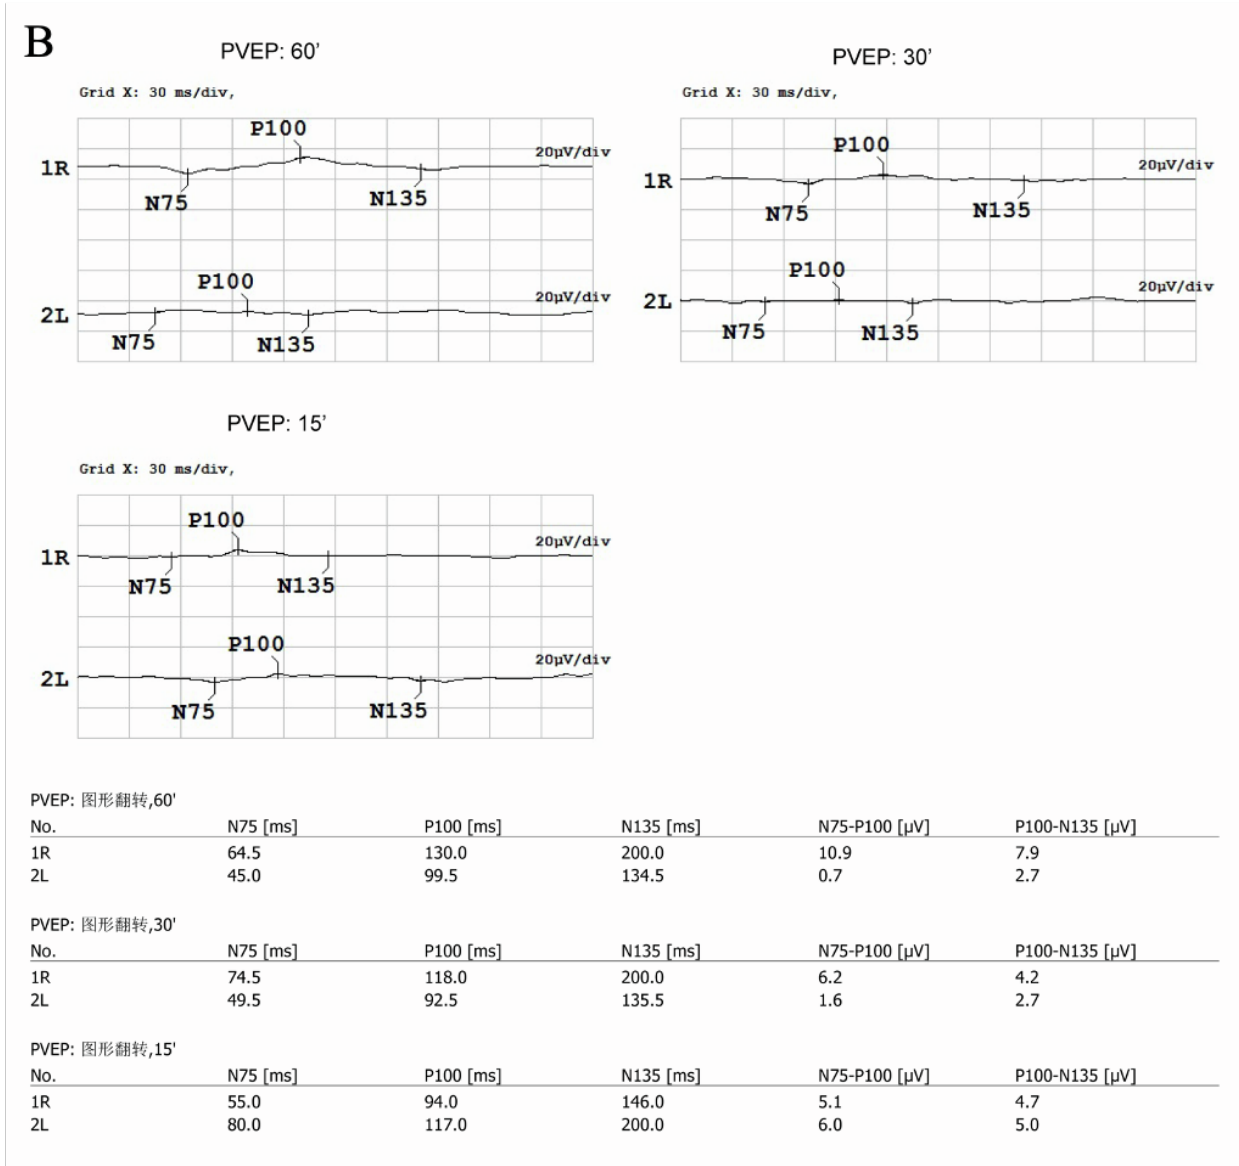 B
PVEP: 60'
Grid X: 30 ms/div,
P100
20µV/div
1R
N75
N135
P100
20µV/div
2L
N75
N135
PVEP: 30'
Grid X: 30 ms/div,
P100
20µV/div
1R
N75
N135
P100
20µV/div
2L
N75
N135
PVEP: 15'
Grid X: 30 ms/div,
P100
20µV/div
1R
N75
N135
P100
20µV/div
2L
N75
N135
PVEP: 图形翻转,60'
No. N75 [ms] P100 [ms] N135 [ms] N75-P100 [µV] P100-N135 [µV]
1R 64.5 130.0 200.0 10.9 7.9
2L 45.0 99.5 134.5 0.7 2.7
PVEP: 图形翻转,30'
No. N75 [ms] P100 [ms] N135 [ms] N75-P100 [µV] P100-N135 [µV]
1R 74.5 118.0 200.0 6.2 4.2
2L 49.5 92.5 135.5 1.6 2.7
PVEP: 图形翻转,15'
No. N75 [ms] P100 [ms] N135 [ms] N75-P100 [µV] P100-N135 [µV]
1R 55.0 94.0 146.0 5.1 4.7
2L 80.0 117.0 200.0 6.0 5.0